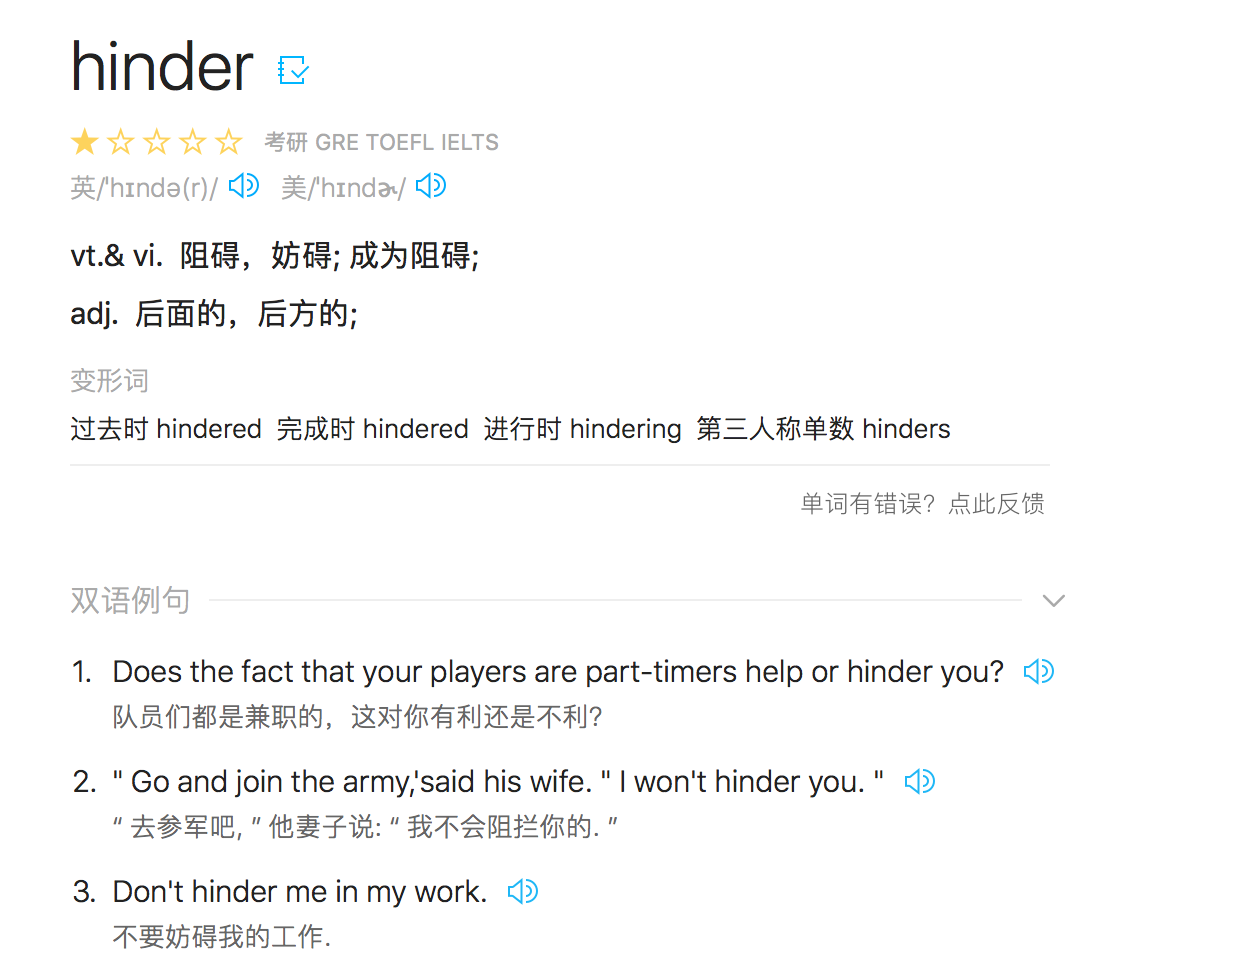 hinder
考研 GRE TOEFL IELTS
英/'hɪndə(r)/ 美/'hɪndɚ/
vt.& vi. 阻碍，妨碍; 成为阻碍;
adj. 后面的，后方的;
变形词
过去时 hindered 完成时 hindered 进行时 hindering 第三人称单数 hinders
单词有错误？点此反馈
双语例句
1. Does the fact that your players are part-timers help or hinder you?
队员们都是兼职的，这对你有利还是不利?
2. " Go and join the army,'said his wife. " I won't hinder you. "
“ 去参军吧, ” 他妻子说: “ 我不会阻拦你的. ”
3. Don't hinder me in my work.
不要妨碍我的工作.